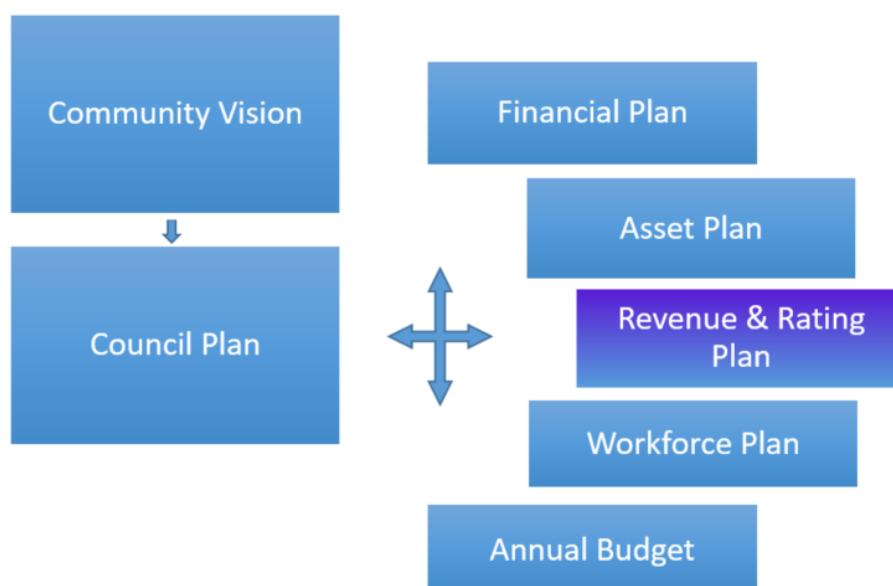 Community Vision
Council Plan
Financial Plan
Asset Plan
Revenue & Rating
Plan
Workforce Plan
Annual Budget